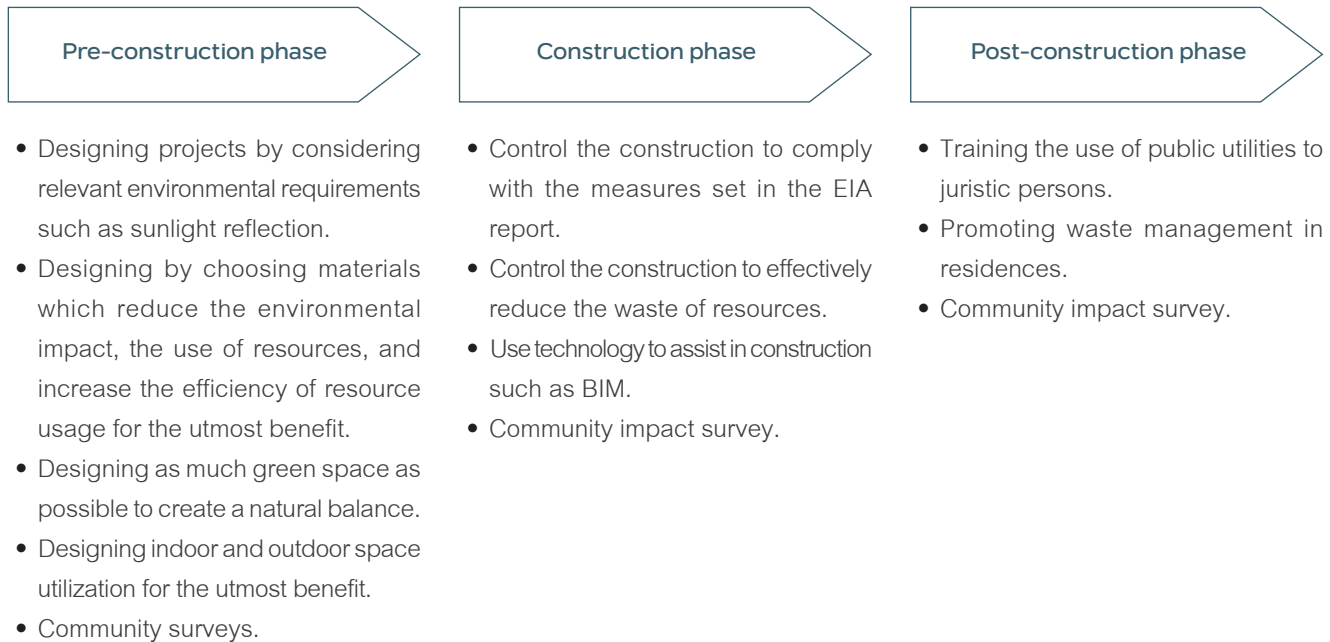 Pre-construction phase
• Designing projects by considering
relevant environmental requirements
such as sunlight reflection.
• Designing by choosing materials
which reduce the environmental
impact, the use of resources, and
increase the efficiency of resource
usage for the utmost benefit.
• Designing as much green space as
possible to create a natural balance.
• Designing indoor and outdoor space
utilization for the utmost benefit.
• Community surveys.
Construction phase
• Control the construction to comply
with the measures set in the EIA
report.
• Control the construction to effectively
reduce the waste of resources.
• Use technology to assist in construction
such as BIM.
• Community impact survey.
Post-construction phase
• Training the use of public utilities to
juristic persons.
• Promoting waste management in
residences.
• Community impact survey.